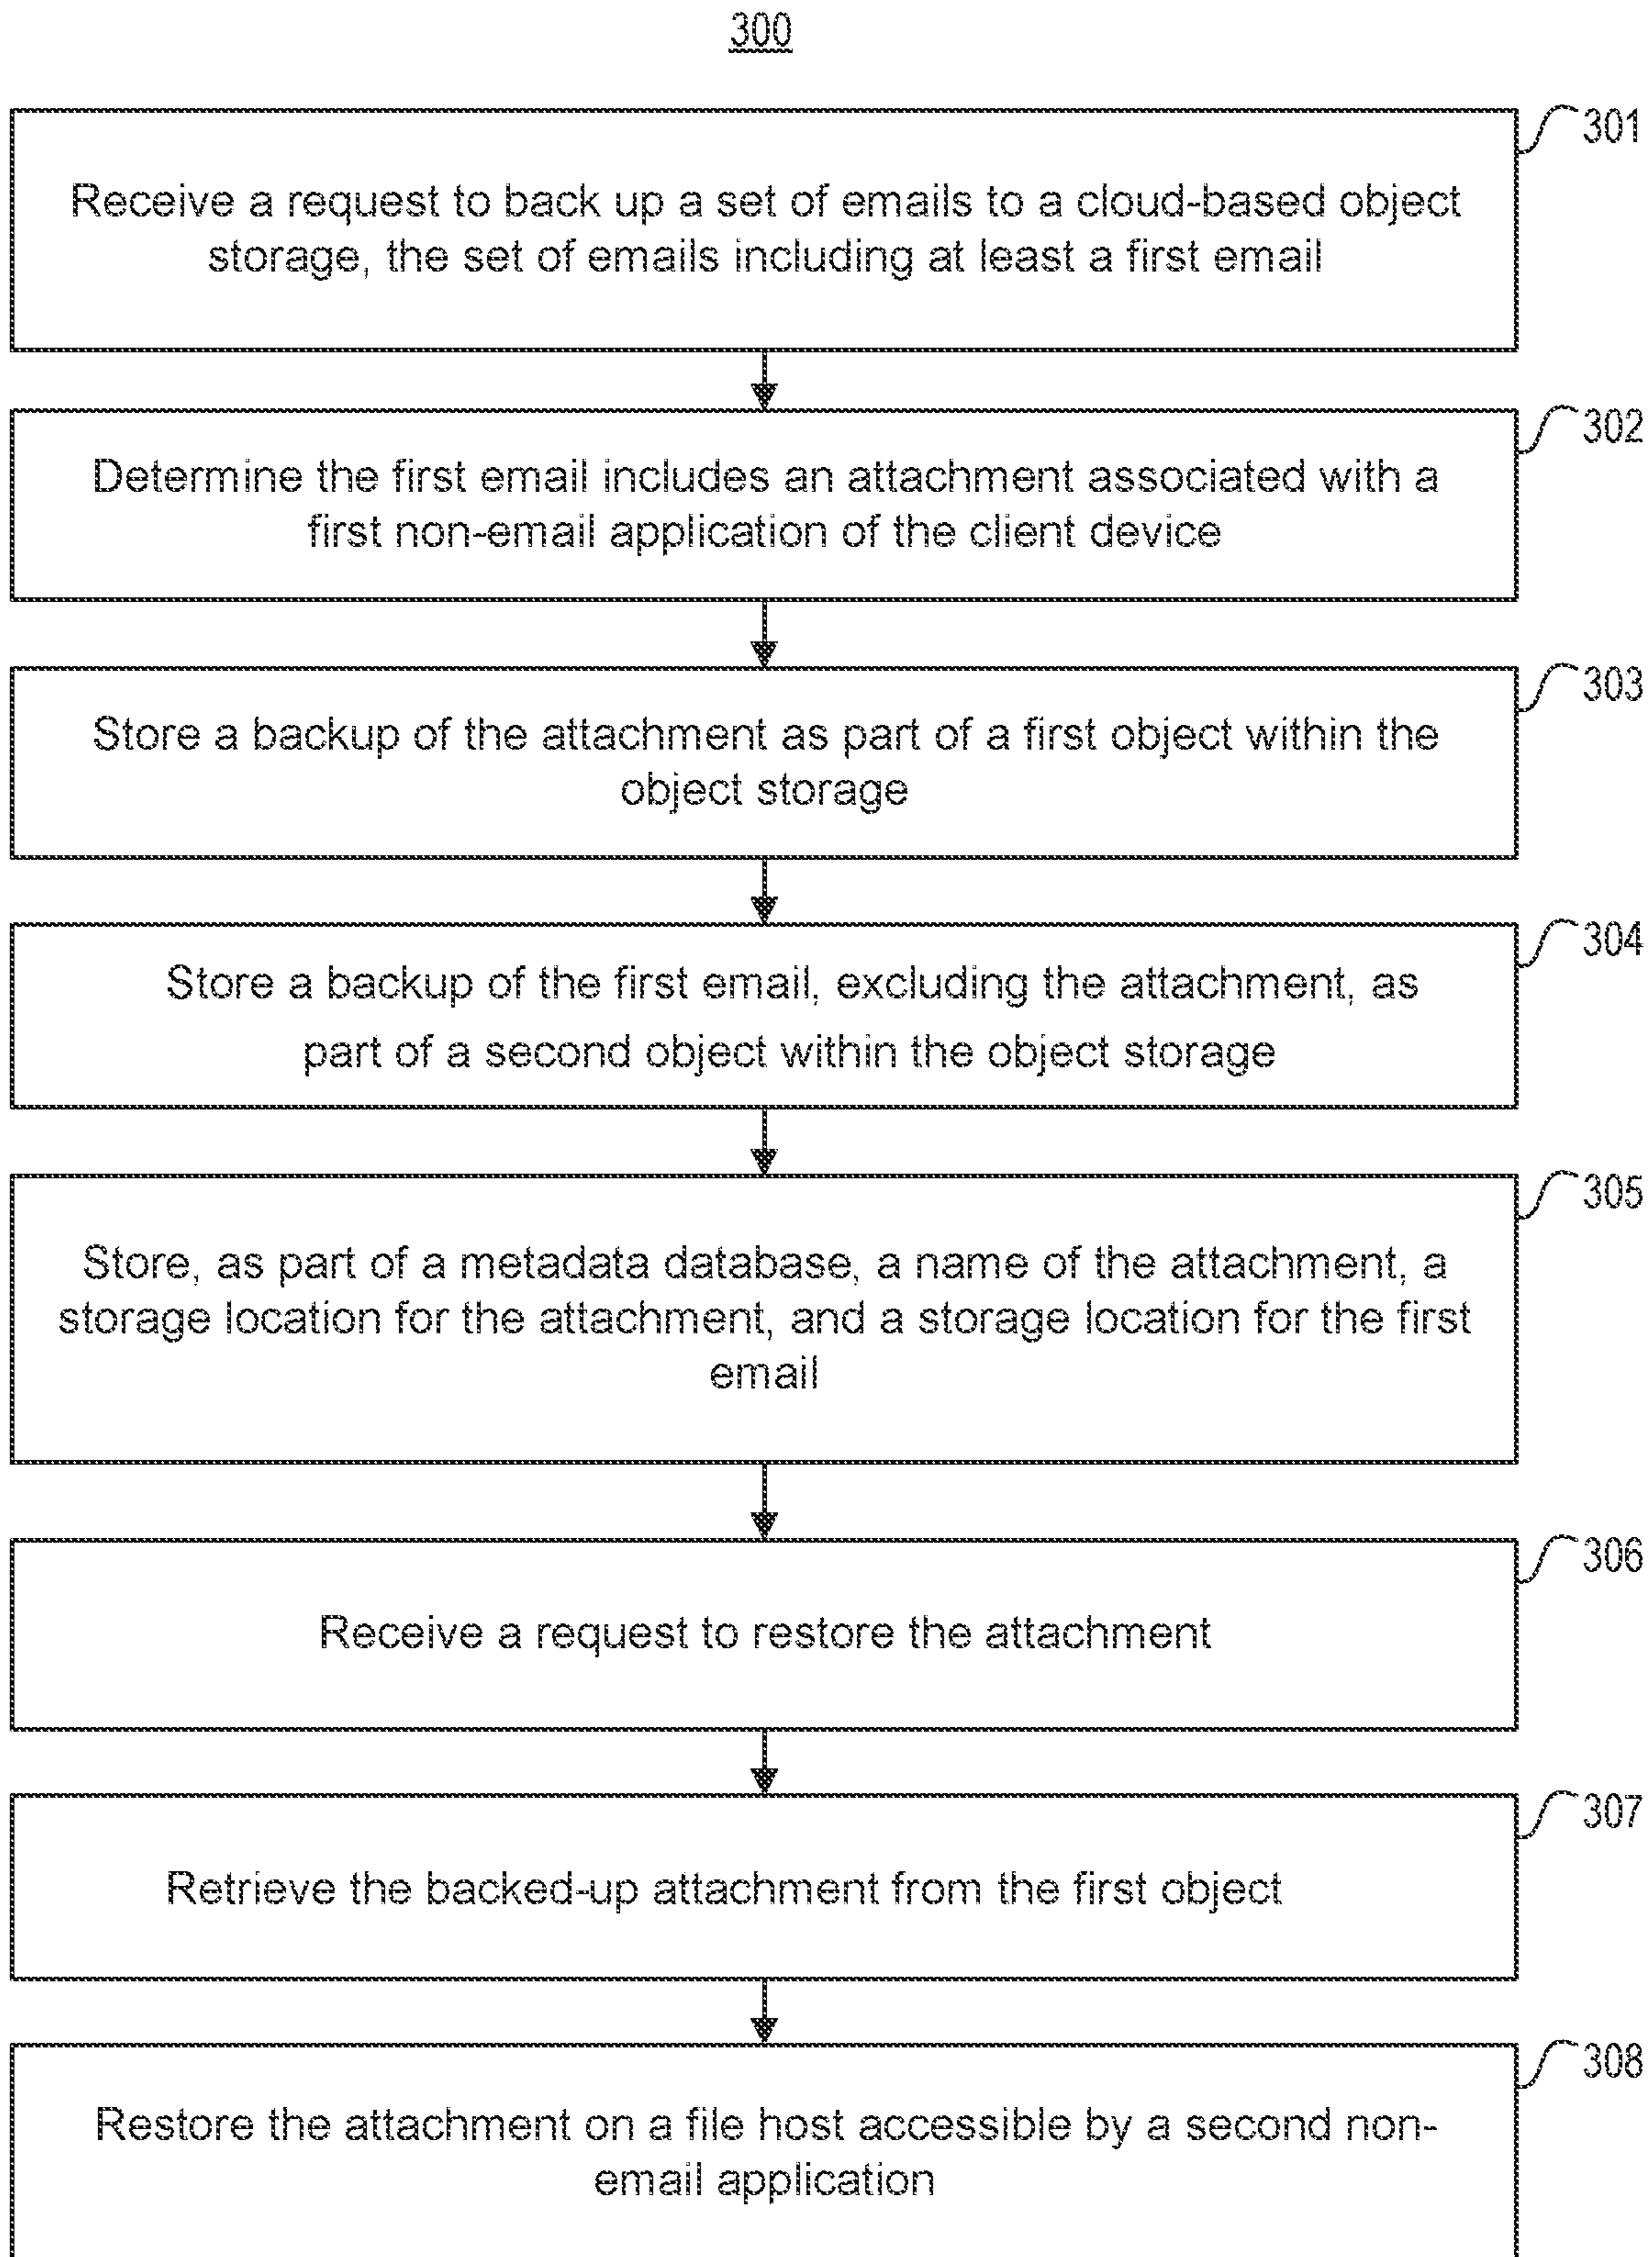 300
301
Receive a request to back up a set of emails to a cloud-based object
storage, the set of emails including at least a first email
302
Determine the first email includes an attachment associated with a
first non-email application of the client device
303
Store a backup of the attachment as part of a first object within the
object storage
304
Store a backup of the first email, excluding the attachment, as
part of a second object within the object storage
305
Store, as part of a metadata database, a name of the attachment, a
storage location for the attachment, and a storage location for the first
email
306
Receive a request to restore the attachment
307
Retrieve the backed-up attachment from the first object
308
Restore the attachment on a file host accessible by a second non-
email application